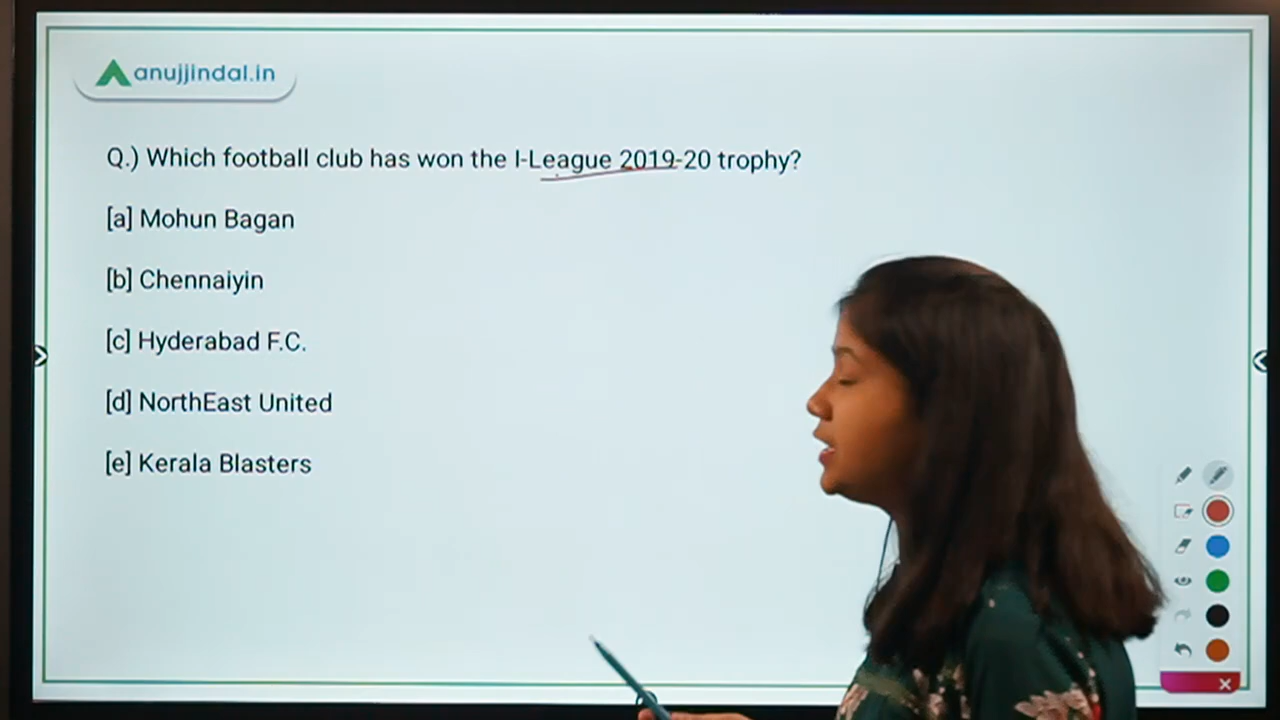 anujjindal.in
Q.) Which football club has won the I-League 2019-20 trophy?
[a] Mohun Bagan
[b] Chennaiyin
[c] Hyderabad F.C.
[d] NorthEast United
[e] Kerala Blasters